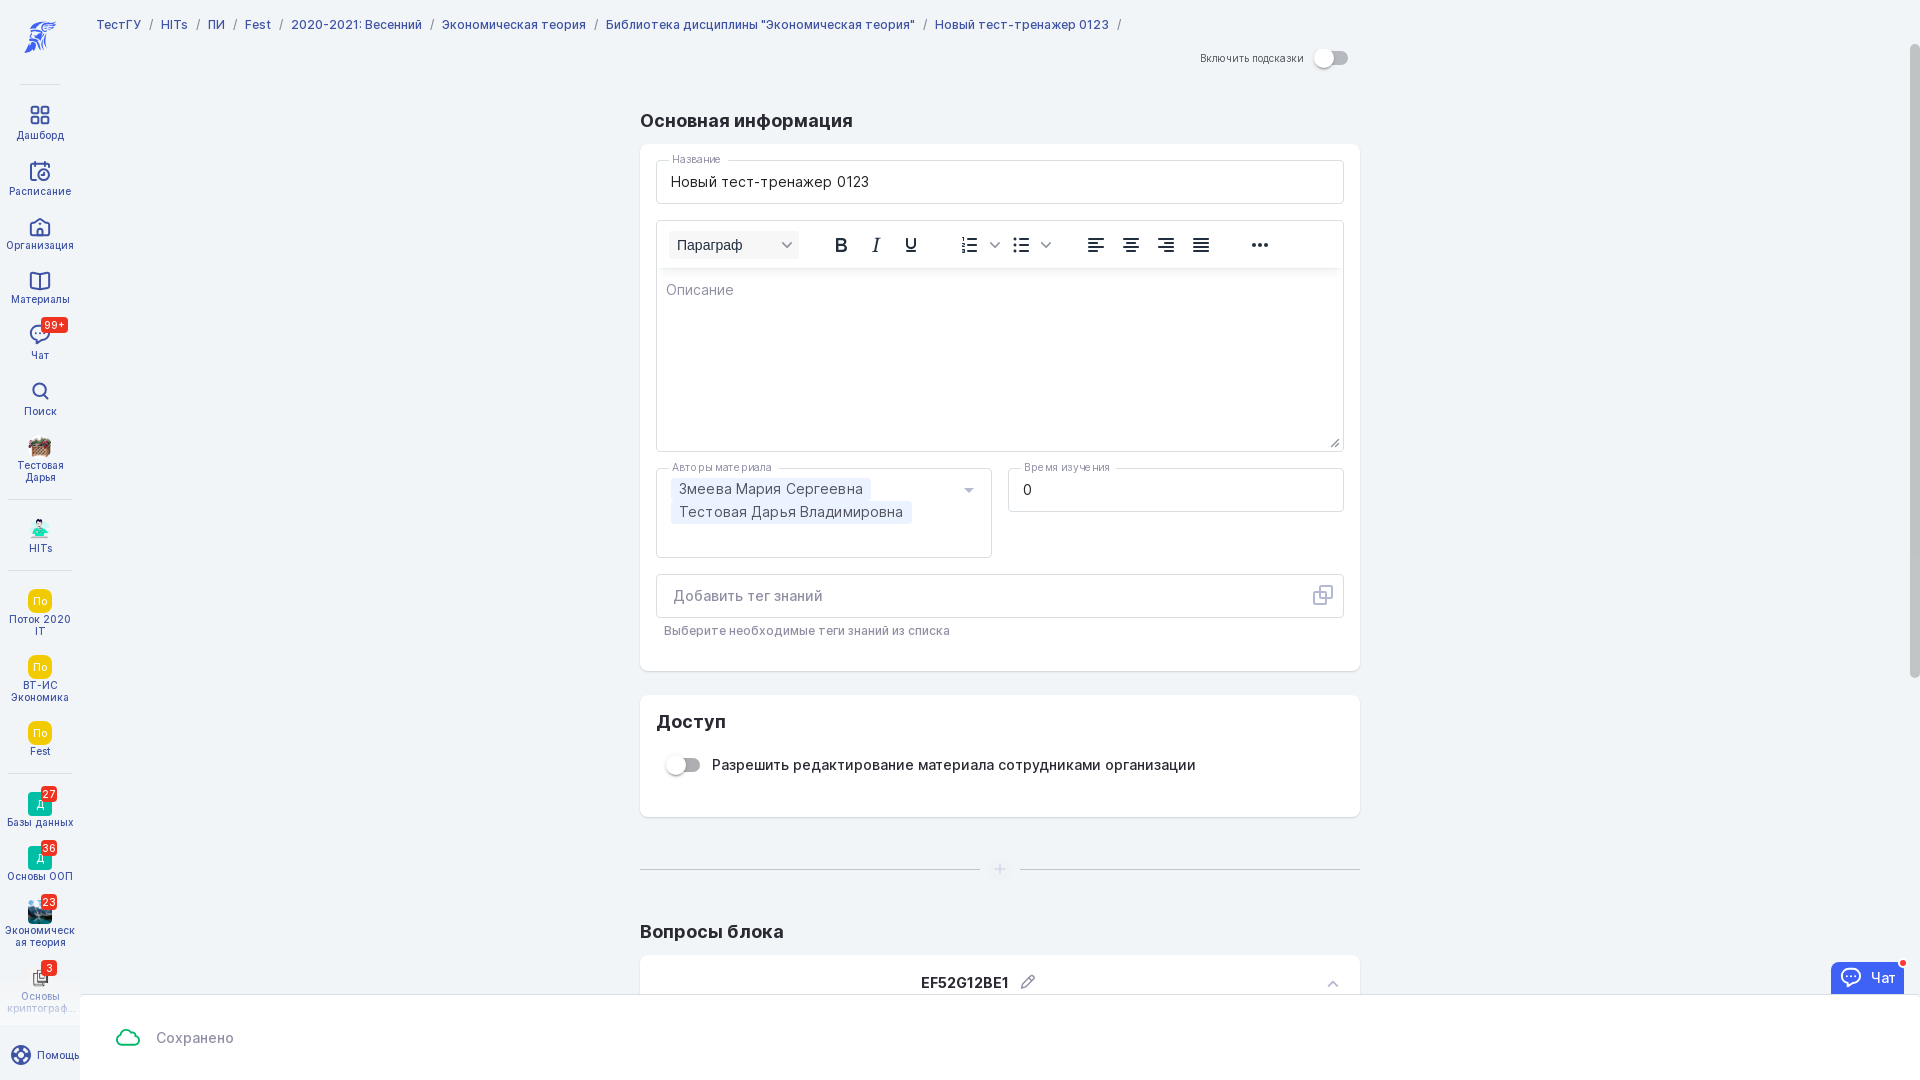 ТестГУ / HITs / ПИ / Fest / 2020-2021: Весенний / Экономическая теория / Библиотека дисциплины "Экономическая теория" / Новый тест-тренажер 0123 /
Включить подсказки
Дашборд
Расписание
Организация
Материалы
99+
Чат
Поиск
Тестовая
Дарья
HITs
По
Поток 2020
IT
По
ВТ-ИС
Экономика
По
Fest
27
Д
Базы данных
36
Д
Основы ООП
23
Экономическ
ая теория
3
Основы
криптограф...
Помощь
Основная информация
Название
Новый тест-тренажер 0123
Параграф
Описание
Авторы материала
Змеева Мария Сергеевна
Тестовая Дарья Владимировна
Время изучения
0
Добавить тег знаний
Выберите необходимые теги знаний из списка
Доступ
Разрешить редактирование материала сотрудниками организации
Вопросы блока
EF52G12BE1
Чат
Сохранено